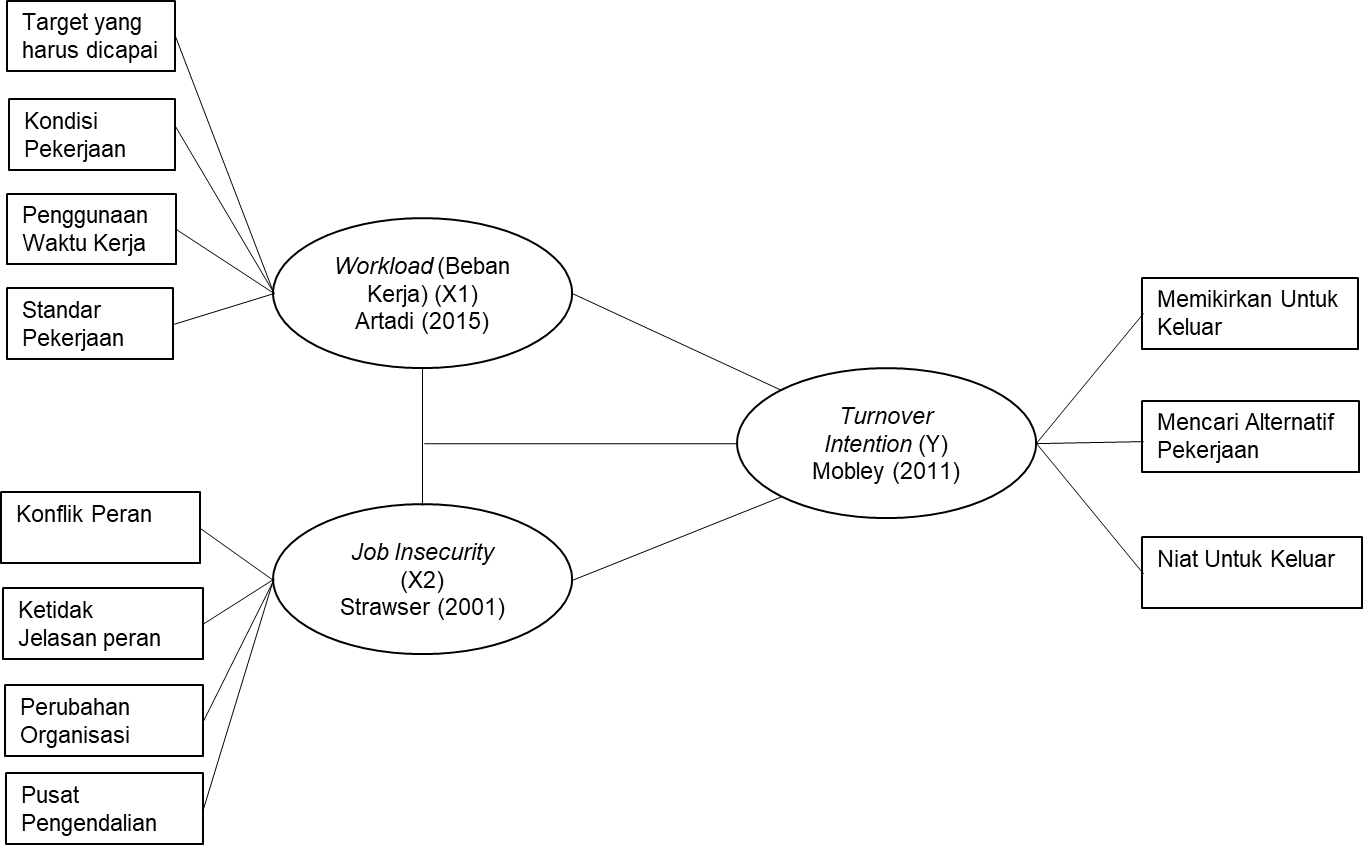 Target yang
harus dicapai
Kondisi
Pekerjaan
Penggunaan
Waktu Kerja
Standar
Pekerjaan
Workload (Beban
Kerja) (X1)
Artadi (2015)
Konflik Peran
Ketidak
Jelasan peran
Perubahan
Organisasi
Pusat
Pengendalian
Job Insecurity
(X2)
Strawser (2001)
Turnover
Intention (Y)
Mobley (2011)
Memikirkan Untuk
Keluar
Mencari Alternatif
Pekerjaan
Niat Untuk Keluar